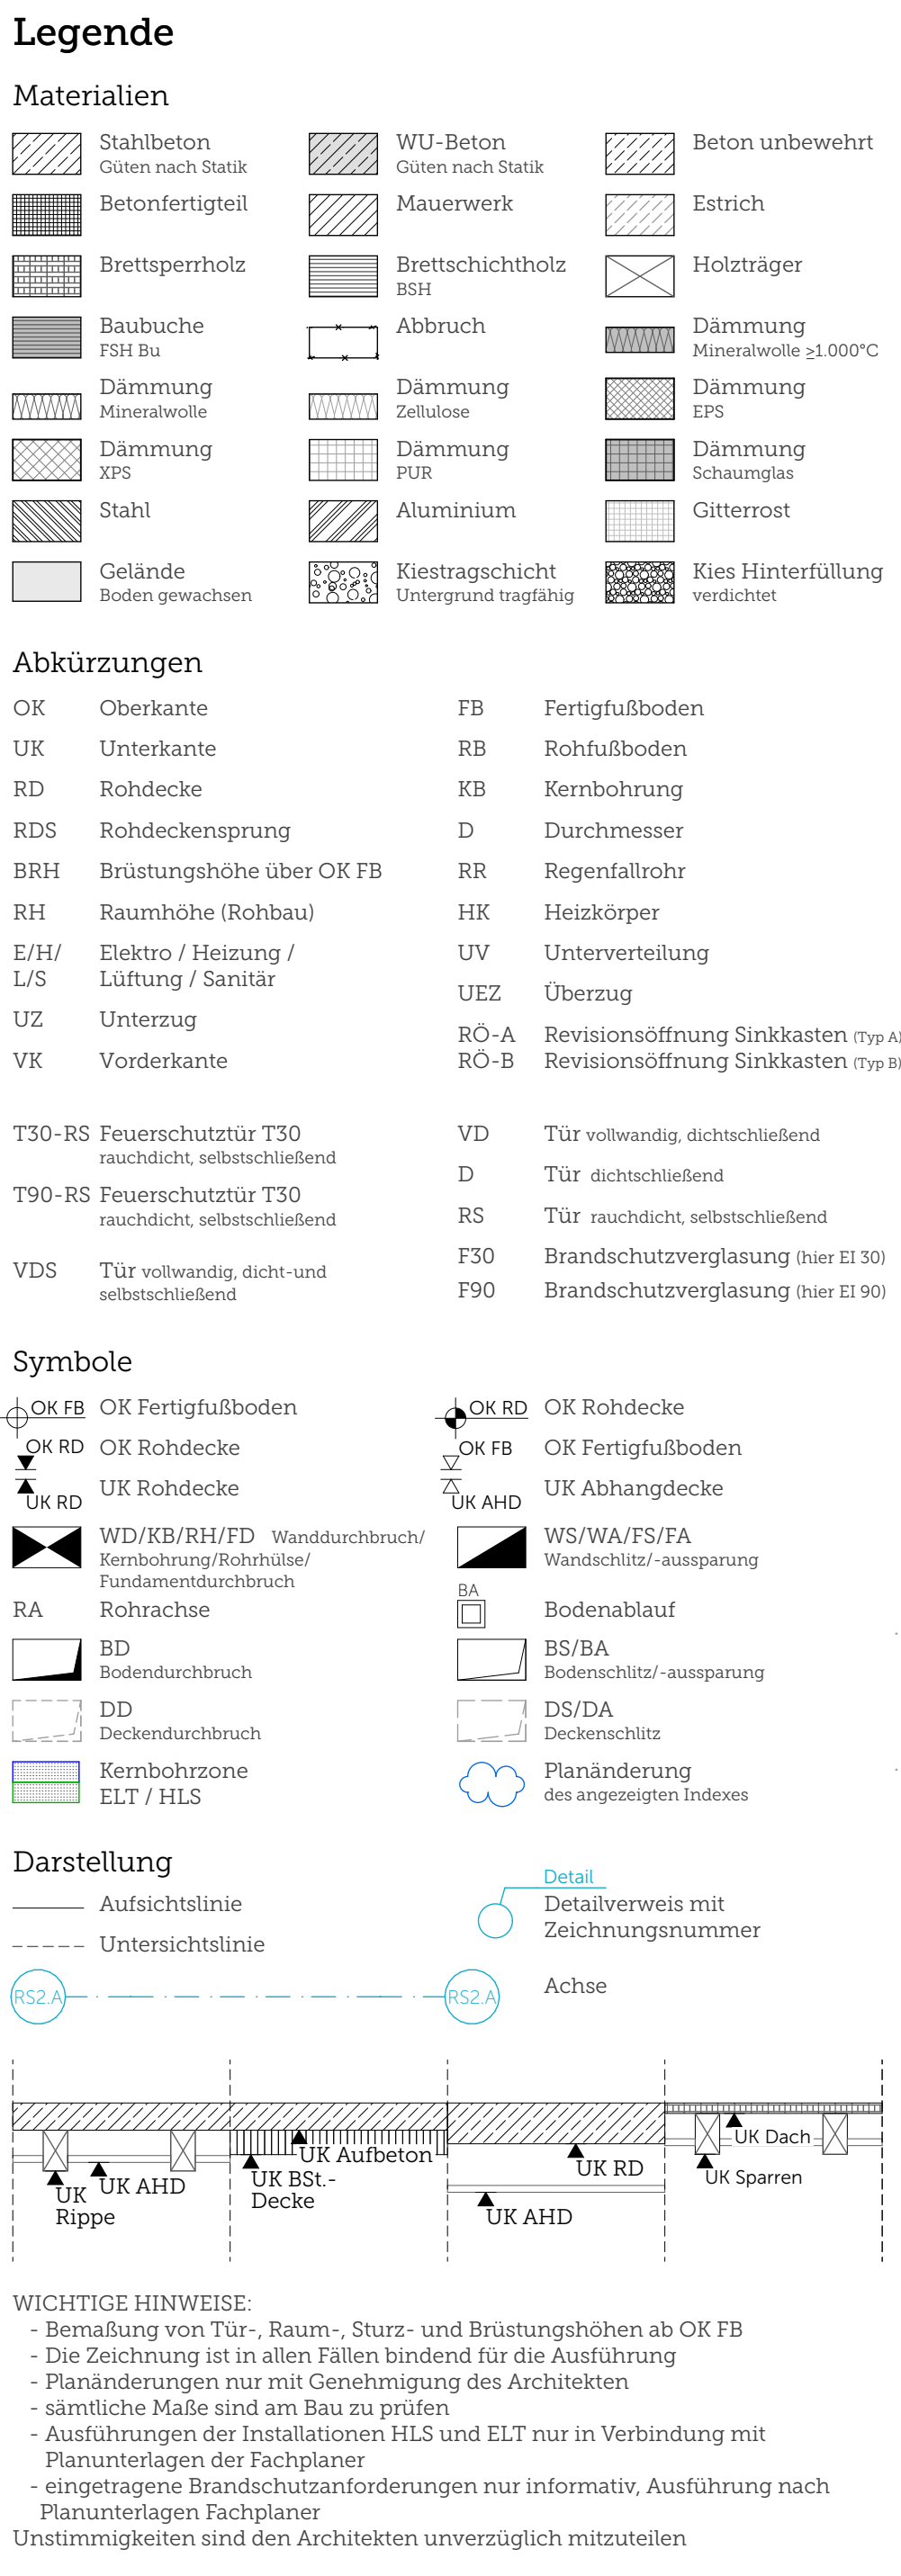 Legende
Materialien
Stahlbeton
Güten nach Statik
WU-Beton
Güten nach Statik
Beton unbewehrt
Betonfertigteil
Mauerwerk
Estrich
Brettsperrholz
Brettschichtholz
BSH
Holzträger
Baubuche
FSH Bu
Abbruch
Dämmung
Mineralwolle ≥1.000°C
Dämmung
Mineralwolle
Dämmung
Zellulose
Dämmung
EPS
Dämmung
XPS
Dämmung
PUR
Dämmung
Schaumglas
Stahl
Aluminium
Gitterrost
Gelände
Boden gewachsen
Kiestragschicht
Untergrund tragfähig
Kies Hinterfüllung
verdichtet
Abkürzungen
OK Oberkante
UK Unterkante
RD Rohdecke
RDS Rohdeckensprung
BRH Brüstungshöhe über OK FB
RH Raumhöhe (Rohbau)
E/H/ Elektro / Heizung /
L/S Lüftung / Sanitär
UZ Unterzug
VK Vorderkante
FB Fertigfußboden
RB Rohfußboden
KB Kernbohrung
D Durchmesser
RR Regenfallrohr
HK Heizkörper
UV Unterverteilung
UEZ Überzug
RÖ-A Revisionsöffnung Sinkkasten (Typ A)
RÖ-B Revisionsöffnung Sinkkasten (Typ B)
T30-RS Feuerschutztür T30
rauchdicht, selbstschließend
T90-RS Feuerschutztür T30
rauchdicht, selbstschließend
VDS Tür vollwandig, dicht-und
selbstschließend
VD Tür vollwandig, dichtschließend
D Tür dichtschließend
RS Tür rauchdicht, selbstschließend
F30 Brandschutzverglasung (hier EI 30)
F90 Brandschutzverglasung (hier EI 90)
Symbole
OK FB OK Fertigfußboden
OK RD OK Rohdecke
OK RD OK Rohdecke
OK FB OK Fertigfußboden
UK Rohdecke
UK RD
UK Abhangdecke
UK AHD
WD/KB/RH/FD Wanddurchbruch/
Kernbohrung/Rohrhülse/
Fundamentdurchbruch
WS/WA/FS/FA
Wandschlitz/-aussparung
RA Rohrachse
BA
Bodenablauf
BD
Bodendurchbruch
BS/BA
Bodenschlitz/-aussparung
DD
Deckendurchbruch
DS/DA
Deckenschlitz
Kernbohrzone
ELT / HLS
Planänderung
des angezeigten Indexes
Darstellung
Aufsichtslinie
Untersichtslinie
Detail
Detailverweis mit
Zeichnungsnummer
RS2.A RS2.A Achse
UK
Rippe
UK AHD
UK Aufbeton
UK BSt.-
Decke
UK RD
UK AHD
UK Dach
UK Sparren
WICHTIGE HINWEISE:
- Bemaßung von Tür-, Raum-, Sturz- und Brüstungshöhen ab OK FB
- Die Zeichnung ist in allen Fällen bindend für die Ausführung
- Planänderungen nur mit Genehmigung des Architekten
- sämtliche Maße sind am Bau zu prüfen
- Ausführungen der Installationen HLS und ELT nur in Verbindung mit
Planunterlagen der Fachplaner
- eingetragene Brandschutzanforderungen nur informativ, Ausführung nach
Planunterlagen Fachplaner
Unstimmigkeiten sind den Architekten unverzüglich mitzuteilen